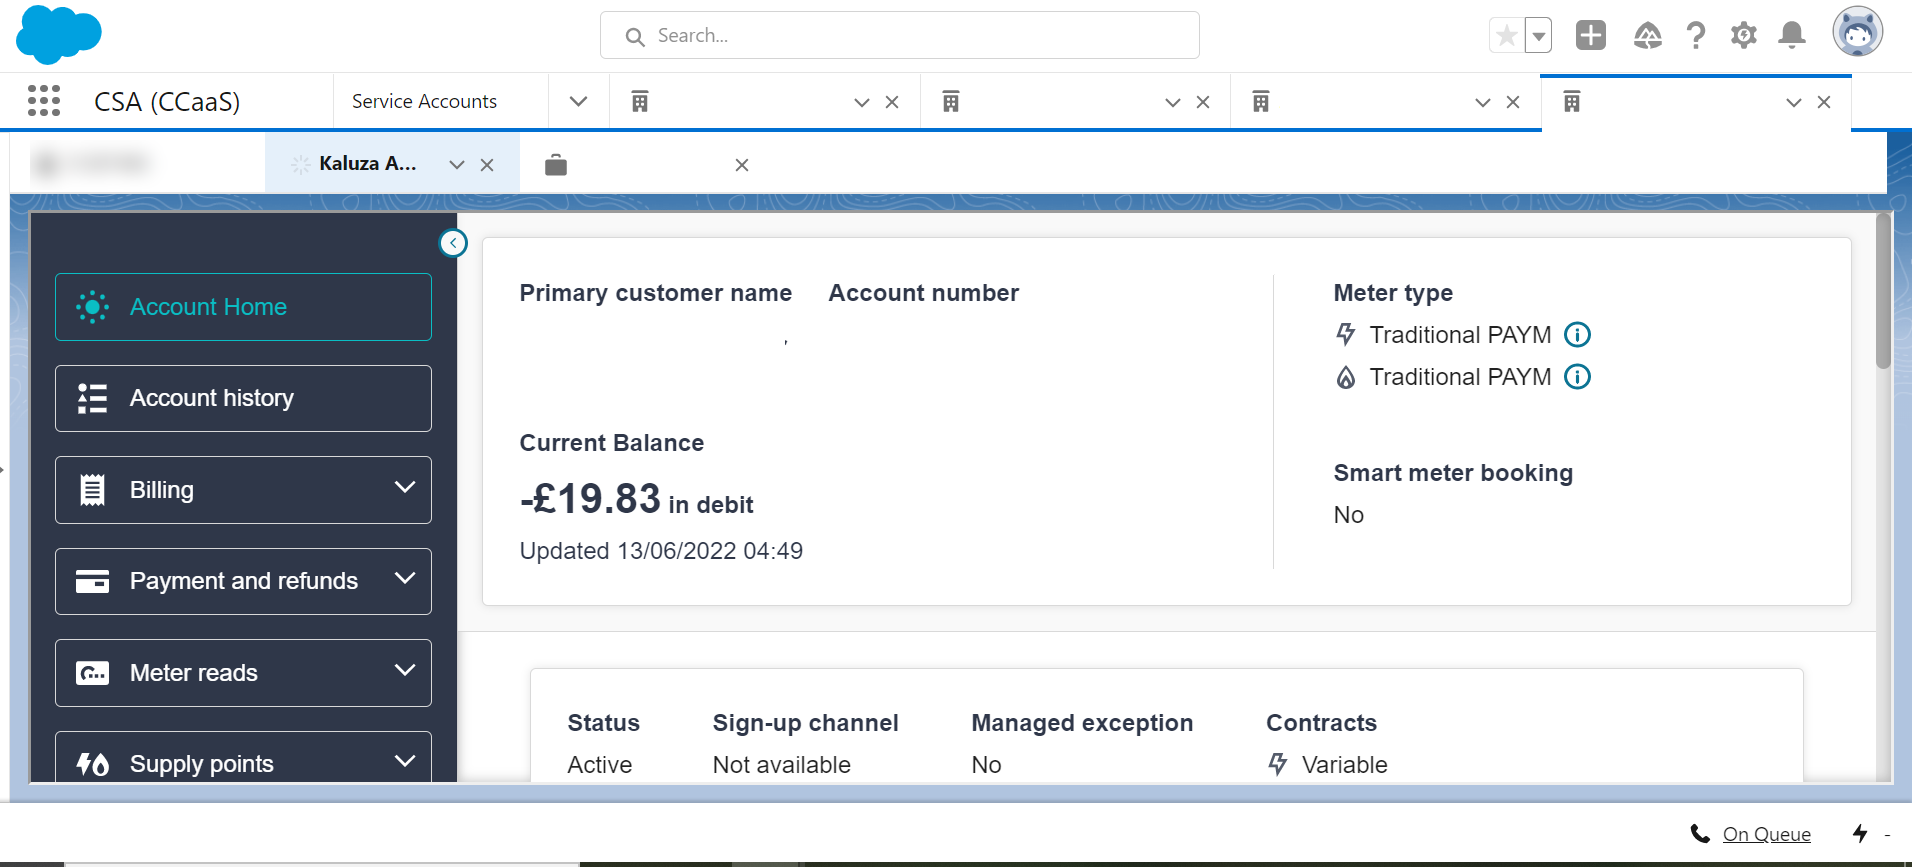 Search...
CSA (CCaaS)
Service Accounts
Kaluza A...
Account Home
Account history
Billing
Payment and refunds
Meter reads
Supply points
Primary customer name
Account number
Current Balance
-£19.83 in debit
Updated 13/06/2022 04:49
Meter type
Traditional PAYM
Traditional PAYM
Smart meter booking
No
Status
Sign-up channel
Managed exception
Contracts
Active
Not available
No
Variable
On Queue
-